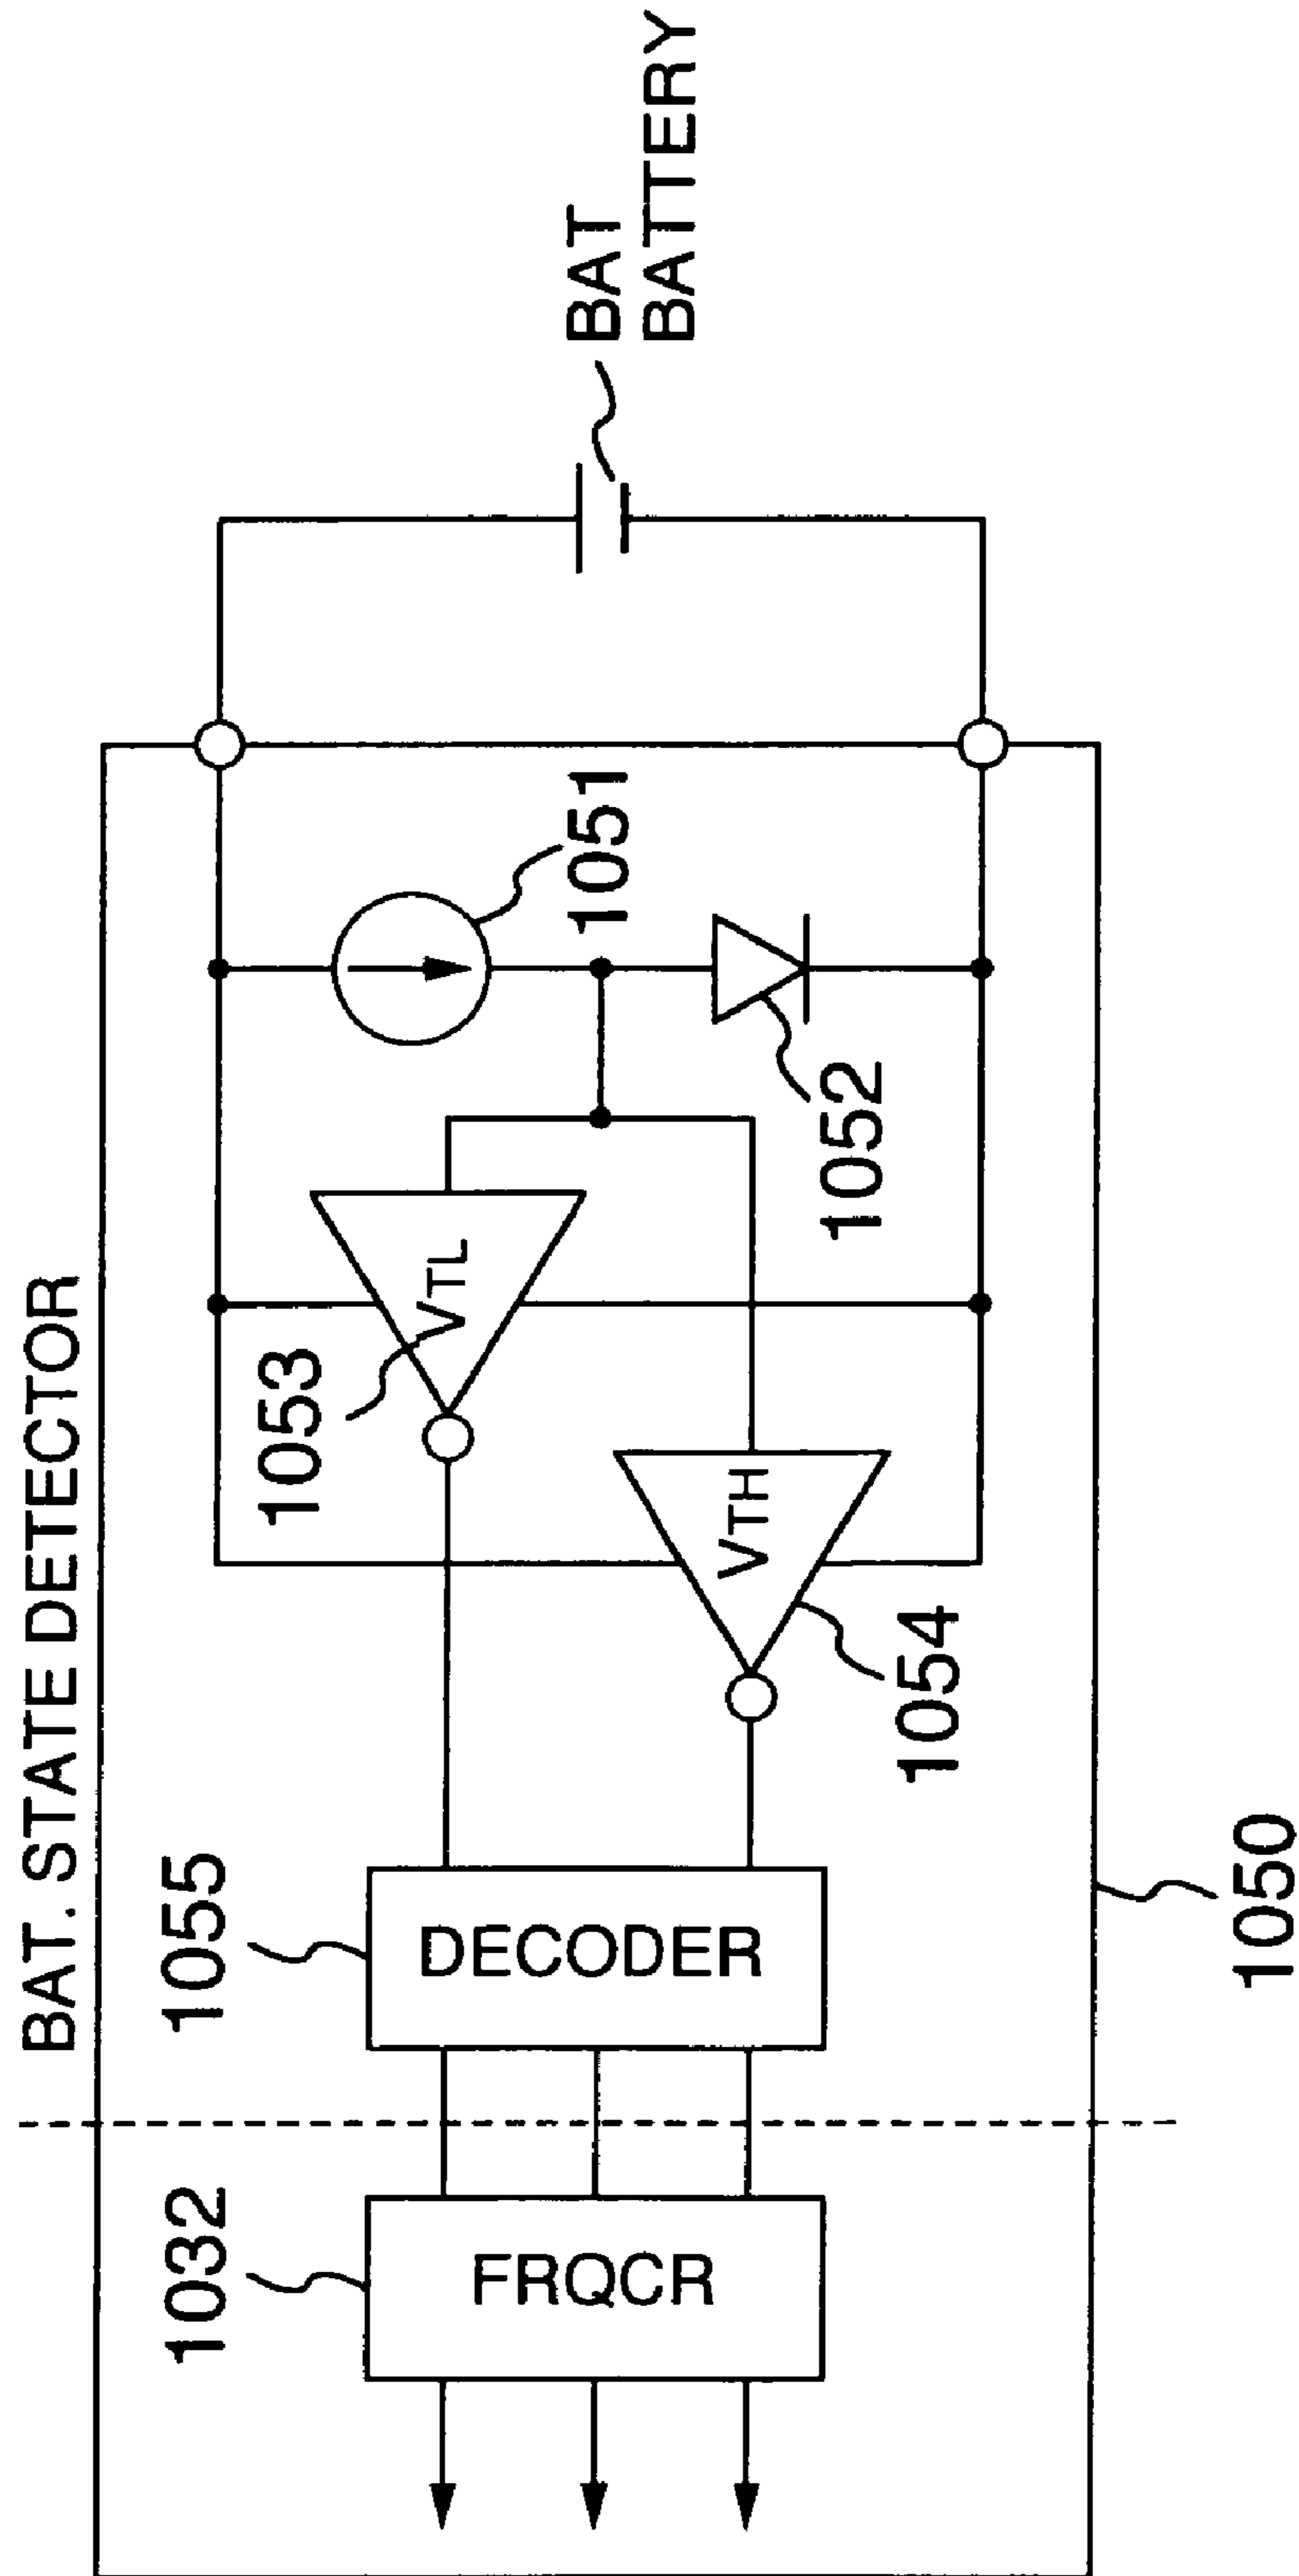 BAT. STATE DETECTOR
1032
FRQCR
1055
DECODER
1053
VTL
VTH
1054
1051
1052
BAT
BATTERY
1050